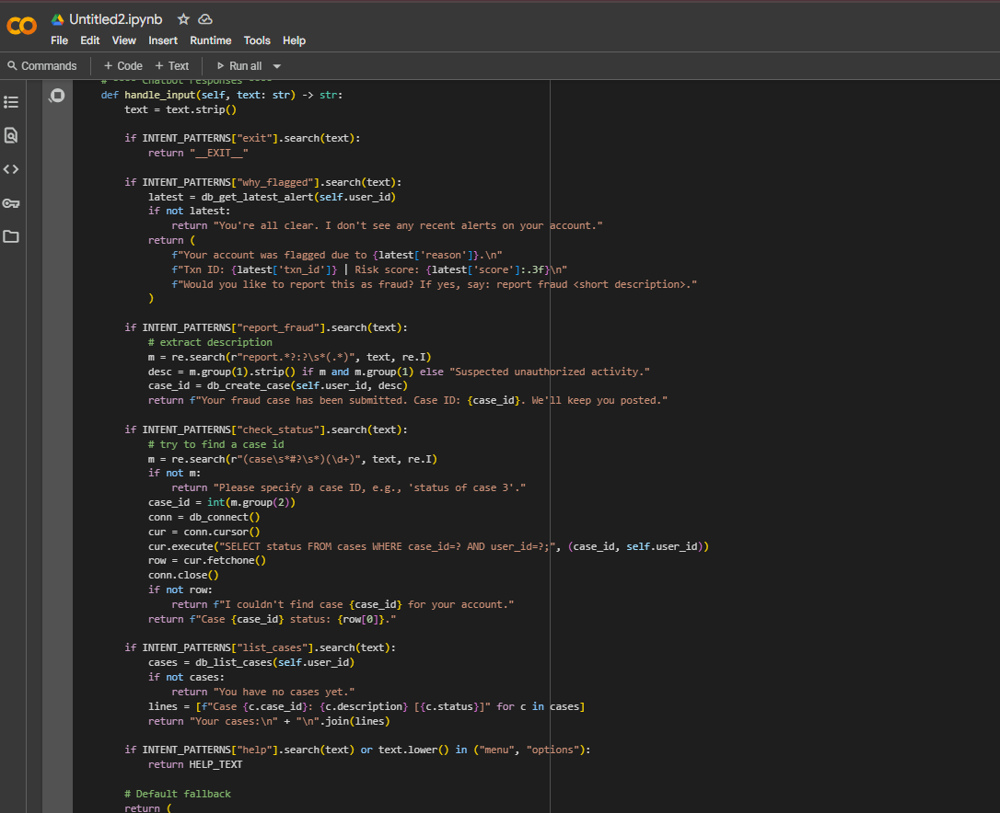 Untitled2.ipynb
File Edit View Insert Runtime Tools Help
Commands + Code + Text Run all
# ---- Chatbot responses ----
def handle_input(self, text: str) -> str:
text = text.strip()
if INTENT_PATTERNS["exit"].search(text):
return "__EXIT__"
if INTENT_PATTERNS["why_flagged"].search(text):
latest = db_get_latest_alert(self.user_id)
if not latest:
return "You're all clear. I don't see any recent alerts on your account."
return (
f"Your account was flagged due to {latest['reason']}.\n"
f"Txn ID: {latest['txn_id']} | Risk score: {latest['score']:.3f}\n"
f"Would you like to report this as fraud? If yes, say: report fraud <short description>."
)
if INTENT_PATTERNS["report_fraud"].search(text):
# extract description
m = re.search(r"report.*?:?\s*(.*)", text, re.I)
desc = m.group(1).strip() if m and m.group(1) else "Suspected unauthorized activity."
case_id = db_create_case(self.user_id, desc)
return f"Your fraud case has been submitted. Case ID: {case_id}. We'll keep you posted."
if INTENT_PATTERNS["check_status"].search(text):
# try to find a case id
m = re.search(r"(case\s*#?\s*)(\d+)", text, re.I)
if not m:
return "Please specify a case ID, e.g., 'status of case 3'."
case_id = int(m.group(2))
conn = db_connect()
cur = conn.cursor()
cur.execute("SELECT status FROM cases WHERE case_id=? AND user_id=?;", (case_id, self.user_id))
row = cur.fetchone()
conn.close()
if not row:
return f"I couldn't find case {case_id} for your account."
return f"Case {case_id} status: {row[0]}."
if INTENT_PATTERNS["list_cases"].search(text):
cases = db_list_cases(self.user_id)
if not cases:
return "You have no cases yet."
lines = [f"Case {c.case_id}: {c.description} [{c.status}]" for c in cases]
return "Your cases:\n" + "\n".join(lines)
if INTENT_PATTERNS["help"].search(text) or text.lower() in ("menu", "options"):
return HELP_TEXT
# Default fallback
return (